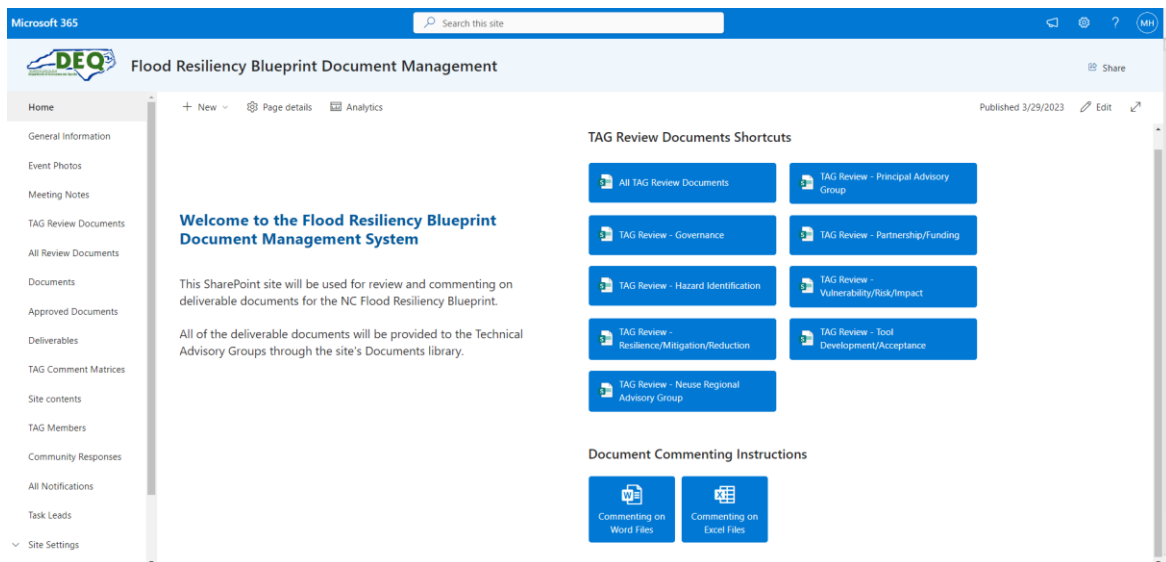 Microsoft 365
Search this site
?
MH
DEQ
Flood Resiliency Blueprint Document Management
Share
Home
General Information
Event Photos
Meeting Notes
TAG Review Documents
All Review Documents
Documents
Approved Documents
Deliverables
TAG Comment Matrices
Site contents
TAG Members
Community Responses
All Notifications
Task Leads
Site Settings
+ New
Page details
Analytics
Published 3/29/2023
Edit
Welcome to the Flood Resiliency Blueprint
Document Management System
This SharePoint site will be used for review and commenting on
deliverable documents for the NC Flood Resiliency Blueprint.
All of the deliverable documents will be provided to the Technical
Advisory Groups through the site's Documents library.
TAG Review Documents Shortcuts
All TAG Review Documents
TAG Review - Principal Advisory
Group
TAG Review - Governance
TAG Review - Partnership/Funding
TAG Review - Hazard Identification
TAG Review -
Vulnerability/Risk/Impact
TAG Review -
Resilience/Mitigation/Reduction
TAG Review - Tool
Development/Acceptance
TAG Review - Neuse Regional
Advisory Group
Document Commenting Instructions
Commenting on
Word Files
Commenting on
Excel Files